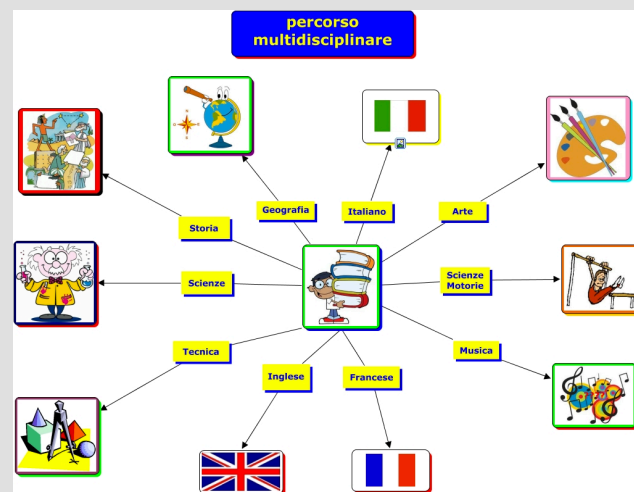 percorso
multidisciplinare
Geografia
Italiano
Arte
Storia
Scienze
Scienze
Motorie
Tecnica
Musica
Inglese
Francese